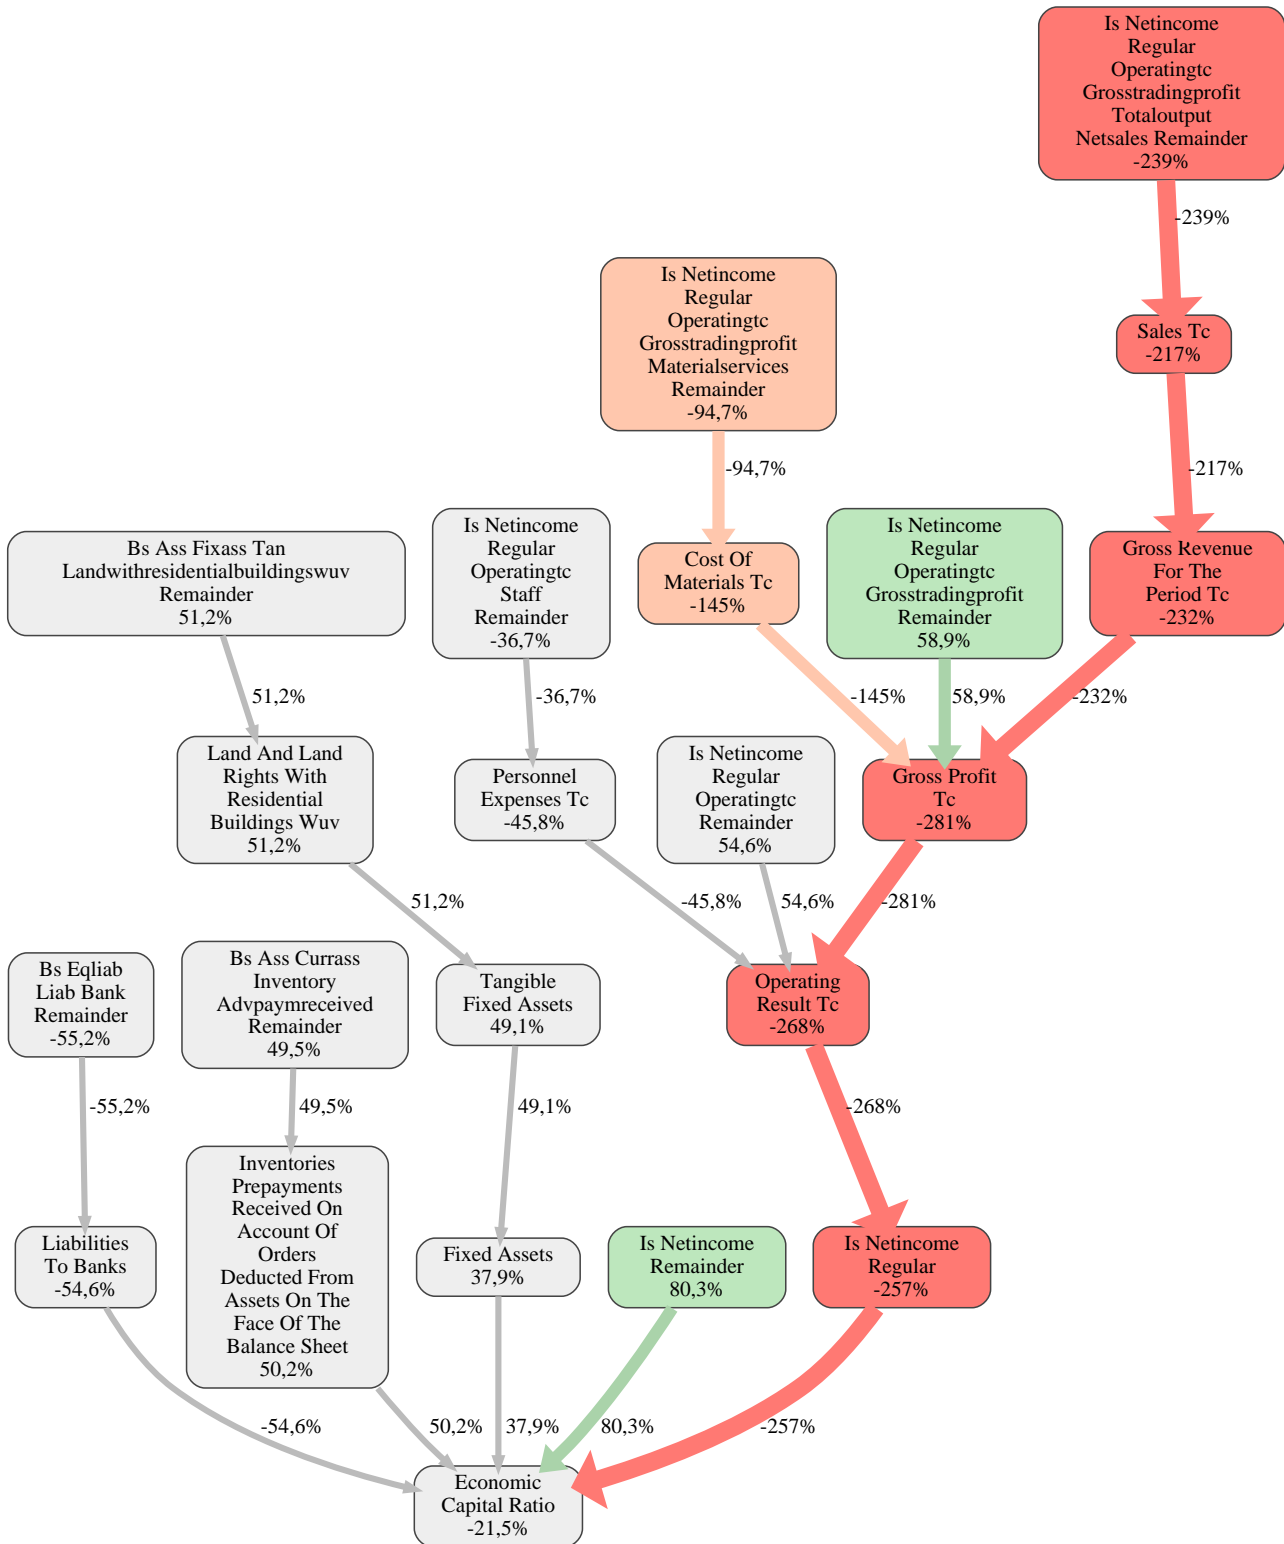 Is Netincome
Regular
Operatingtc
Grosstradingprofit
Totaloutput
Netsales Remainder
-239%
-239%
Is Netincome
Regular
Operatingtc
Grosstradingprofit
Materialservices
Remainder
-94,7%
Sales Tc
-217%
-94,7%
-217%
Bs Ass Fixass Tan
Landwithresidentialbuildingswuv
Remainder
51,2%
Is Netincome
Regular
Operatingtc
Staff
Remainder
-36,7%
Cost Of
Materials Tc
-145%
Is Netincome
Regular
Operatingtc
Grosstradingprofit
Remainder
58,9%
Gross Revenue
For The
Period Tc
-232%
51,2%
-36,7%
-145%
58,9%
-232%
Land And Land
Rights With
Residential
Buildings Wuv
51,2%
Personnel
Expenses Tc
-45,8%
Is Netincome
Regular
Operatingtc
Remainder
54,6%
Gross Profit
Tc
-281%
51,2%
-45,8%
54,6%
-281%
Bs Eqliab
Liab Bank
Remainder
-55,2%
Bs Ass Currass
Inventory
Advpaymreceived
Remainder
49,5%
Tangible
Fixed Assets
49,1%
Operating
Result Tc
-268%
-55,2%
49,5%
49,1%
-268%
Liabilities
To Banks
-54,6%
Inventories
Prepayments
Received On
Account Of
Orders
Deducted From
Assets On The
Face Of The
Balance Sheet
50,2%
Fixed Assets
37,9%
Is Netincome
Remainder
80,3%
Is Netincome
Regular
-257%
-54,6%
50,2%
37,9%
80,3%
-257%
Economic
Capital Ratio
-21,5%